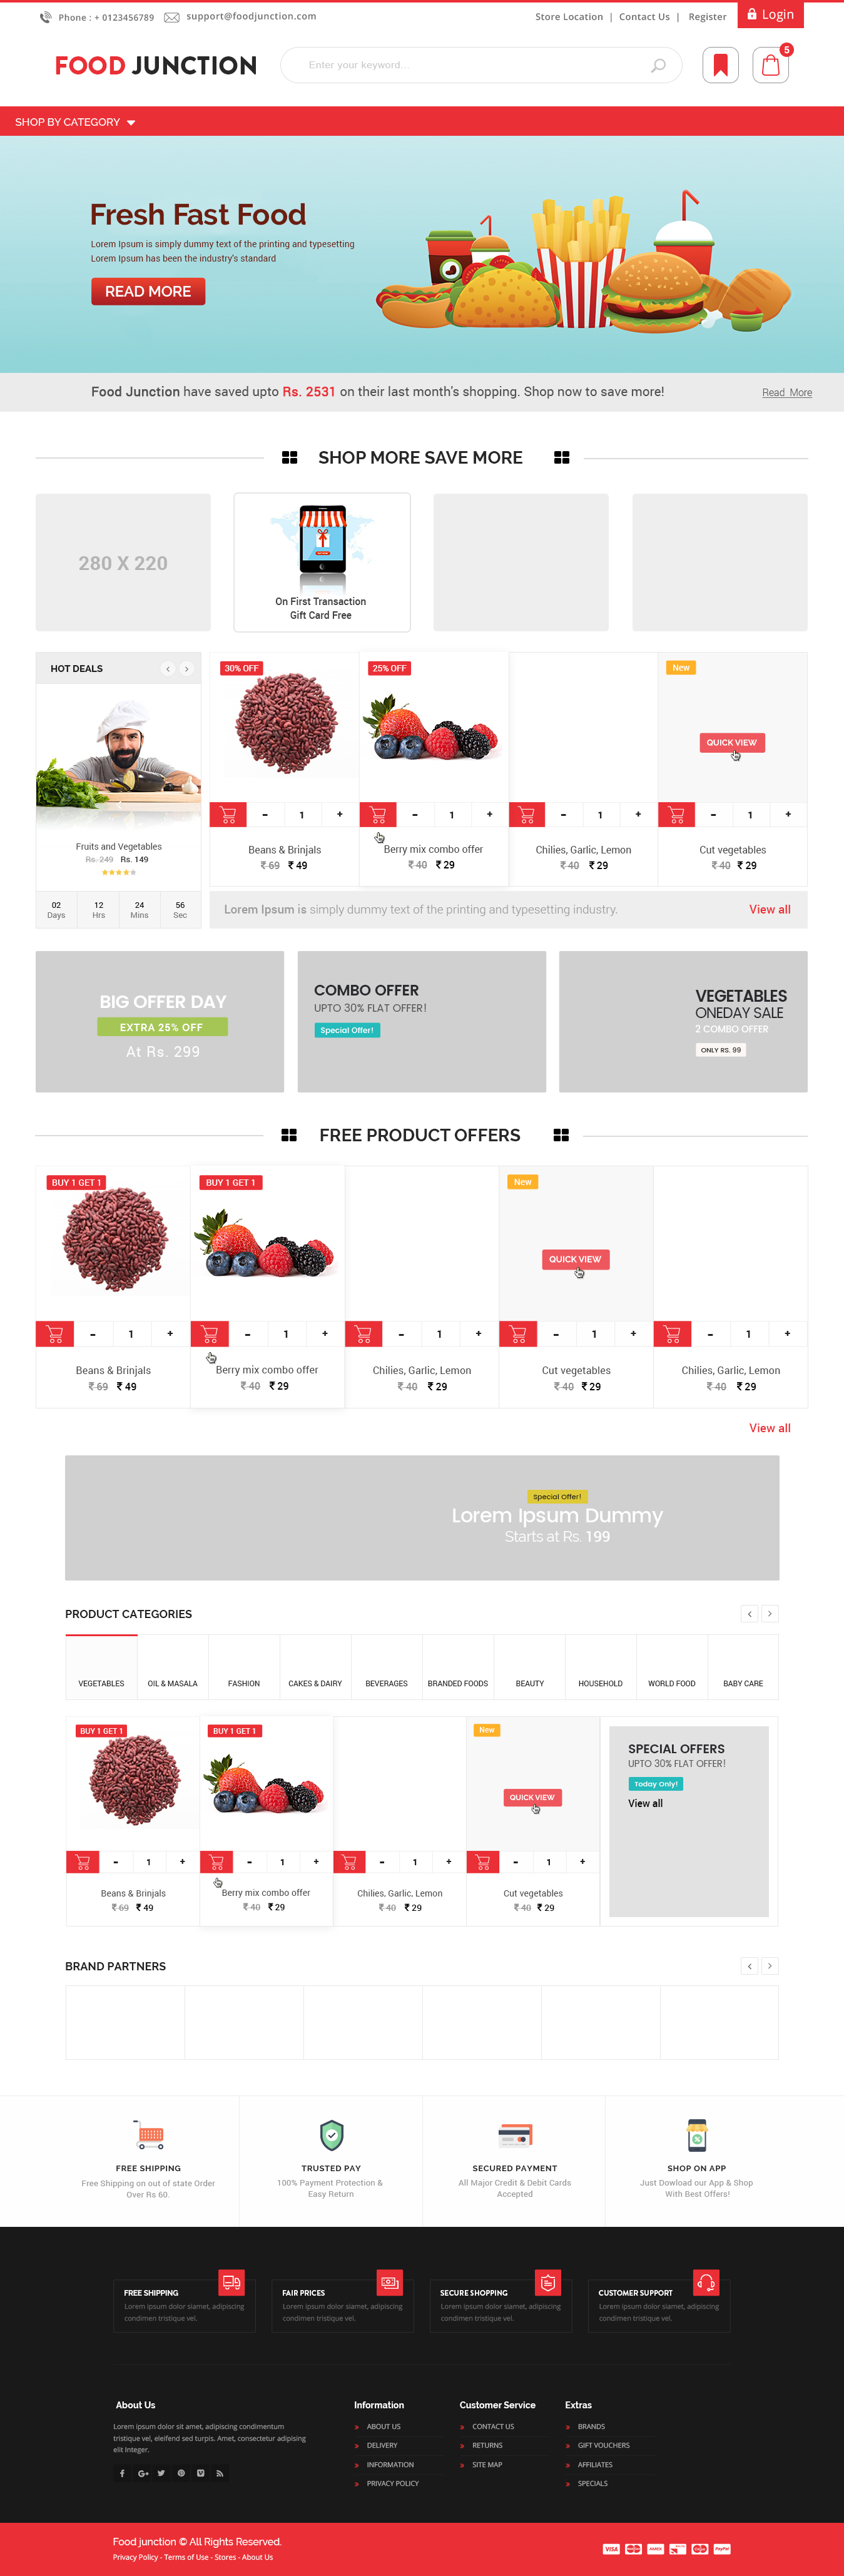 Phone : + 0123456789
support@foodjunction.com
Store Location | Contact Us | Register
Login
FOOD JUNCTION
Enter your keyword...
5
SHOP BY CATEGORY
Fresh Fast Food
Lorem Ipsum is simply dummy text of the printing and typesetting
Lorem Ipsum has been the industry's standard
READ MORE
Food Junction have saved upto Rs. 2531 on their last month's shopping. Shop now to save more!
Read More
SHOP MORE SAVE MORE
280 X 220
On First Transaction
Gift Card Free
HOT DEALS
Fruits and Vegetables
Rs. 249 Rs. 149
02 12 24 56
Days Hrs Mins Sec
30% OFF
25% OFF
New
QUICK VIEW
- 1 + - 1 + - 1 + - 1 +
Beans & Brinjals
₹ 69 ₹ 49
Berry mix combo offer
₹ 40 ₹ 29
Chilies, Garlic, Lemon
₹ 40 ₹ 29
Cut vegetables
₹ 40 ₹ 29
Lorem Ipsum is simply dummy text of the printing and typesetting industry.
View all
BIG OFFER DAY
EXTRA 25% OFF
At Rs. 299
COMBO OFFER
UPTO 30% FLAT OFFER!
Special Offer!
VEGETABLES
ONEDAY SALE
2 COMBO OFFER
ONLY RS. 99
FREE PRODUCT OFFERS
BUY 1 GET 1
BUY 1 GET 1
New
QUICK VIEW
- 1 + - 1 + - 1 + - 1 + - 1 +
Beans & Brinjals
₹ 69 ₹ 49
Berry mix combo offer
₹ 40 ₹ 29
Chilies, Garlic, Lemon
₹ 40 ₹ 29
Cut vegetables
₹ 40 ₹ 29
Chilies, Garlic, Lemon
₹ 40 ₹ 29
View all
Special Offer!
Lorem Ipsum Dummy
Starts at Rs. 199
PRODUCT CATEGORIES
VEGETABLES
OIL & MASALA
FASHION
CAKES & DAIRY
BEVERAGES
BRANDED FOODS
BEAUTY
HOUSEHOLD
WORLD FOOD
BABY CARE
BUY 1 GET 1
BUY 1 GET 1
New
QUICK VIEW
- 1 + - 1 + - 1 + - 1 +
Beans & Brinjals
₹ 69 ₹ 49
Berry mix combo offer
₹ 40 ₹ 29
Chilies, Garlic, Lemon
₹ 40 ₹ 29
Cut vegetables
₹ 40 ₹ 29
SPECIAL OFFERS
UPTO 30% FLAT OFFER!
Today Only!
View all
BRAND PARTNERS
FREE SHIPPING
Free Shipping on out of state Order
Over Rs 60.
TRUSTED PAY
100% Payment Protection &
Easy Return
SECURED PAYMENT
All Major Credit & Debit Cards
Accepted
SHOP ON APP
Just Dowload our App & Shop
With Best Offers!
FREE SHIPPING
Lorem ipsum dolor siamet, adipiscing
condimen tristique vel.
FAIR PRICES
Lorem ipsum dolor siamet, adipiscing
condimen tristique vel.
SECURE SHOPPING
Lorem ipsum dolor siamet, adipiscing
condimen tristique vel.
CUSTOMER SUPPORT
Lorem ipsum dolor siamet, adipiscing
condimen tristique vel.
About Us
Lorem ipsum dolor sit amet, adipiscing condimentum
tristique vel, eleifend sed turpis. Amet, consectetur adipising
elit Integer.
Information
ABOUT US
DELIVERY
INFORMATION
PRIVACY POLICY
Customer Service
CONTACT US
RETURNS
SITE MAP
Extras
BRANDS
GIFT VOUCHERS
AFFILIATES
SPECIALS
Food junction © All Rights Reserved.
Privacy Policy - Terms of Use - Stores - About Us
VISA
PayPal